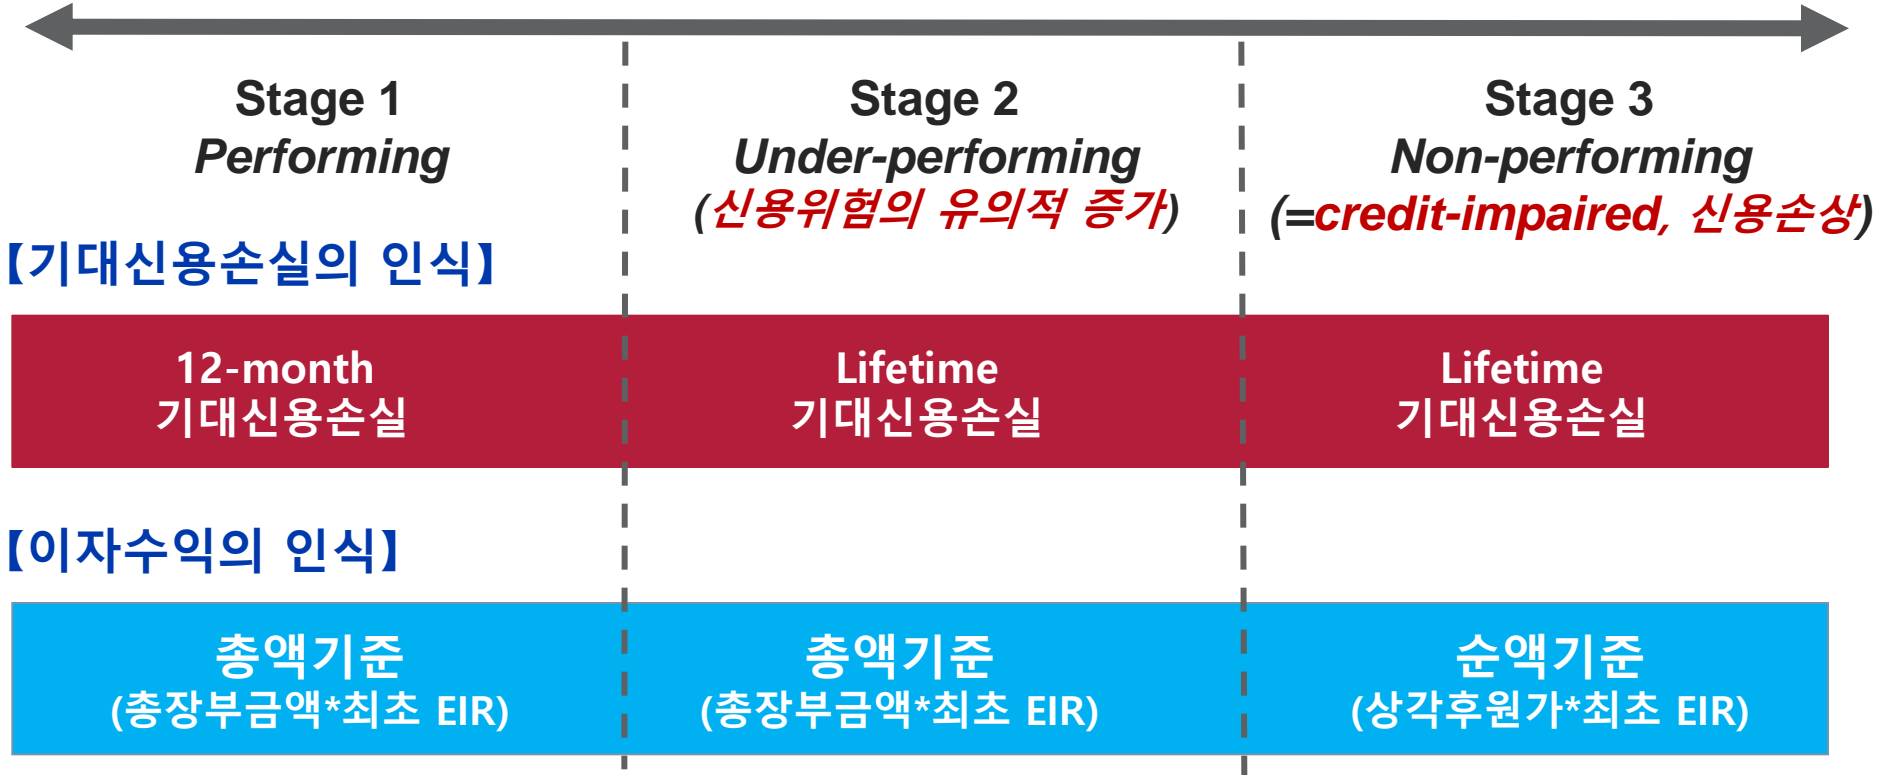 Stage 1
Performing
Stage 2
Under-performing
(신용위험의 유의적 증가)
Stage 3
Non-performing
(=credit-impaired, 신용손상)
【기대신용손실의 인식】
12-month
기대신용손실
Lifetime
기대신용손실
Lifetime
기대신용손실
【이자수익의 인식】
총액기준
(총장부금액*최초 EIR)
총액기준
(총장부금액*최초 EIR)
순액기준
(상각후원가*최초 EIR)